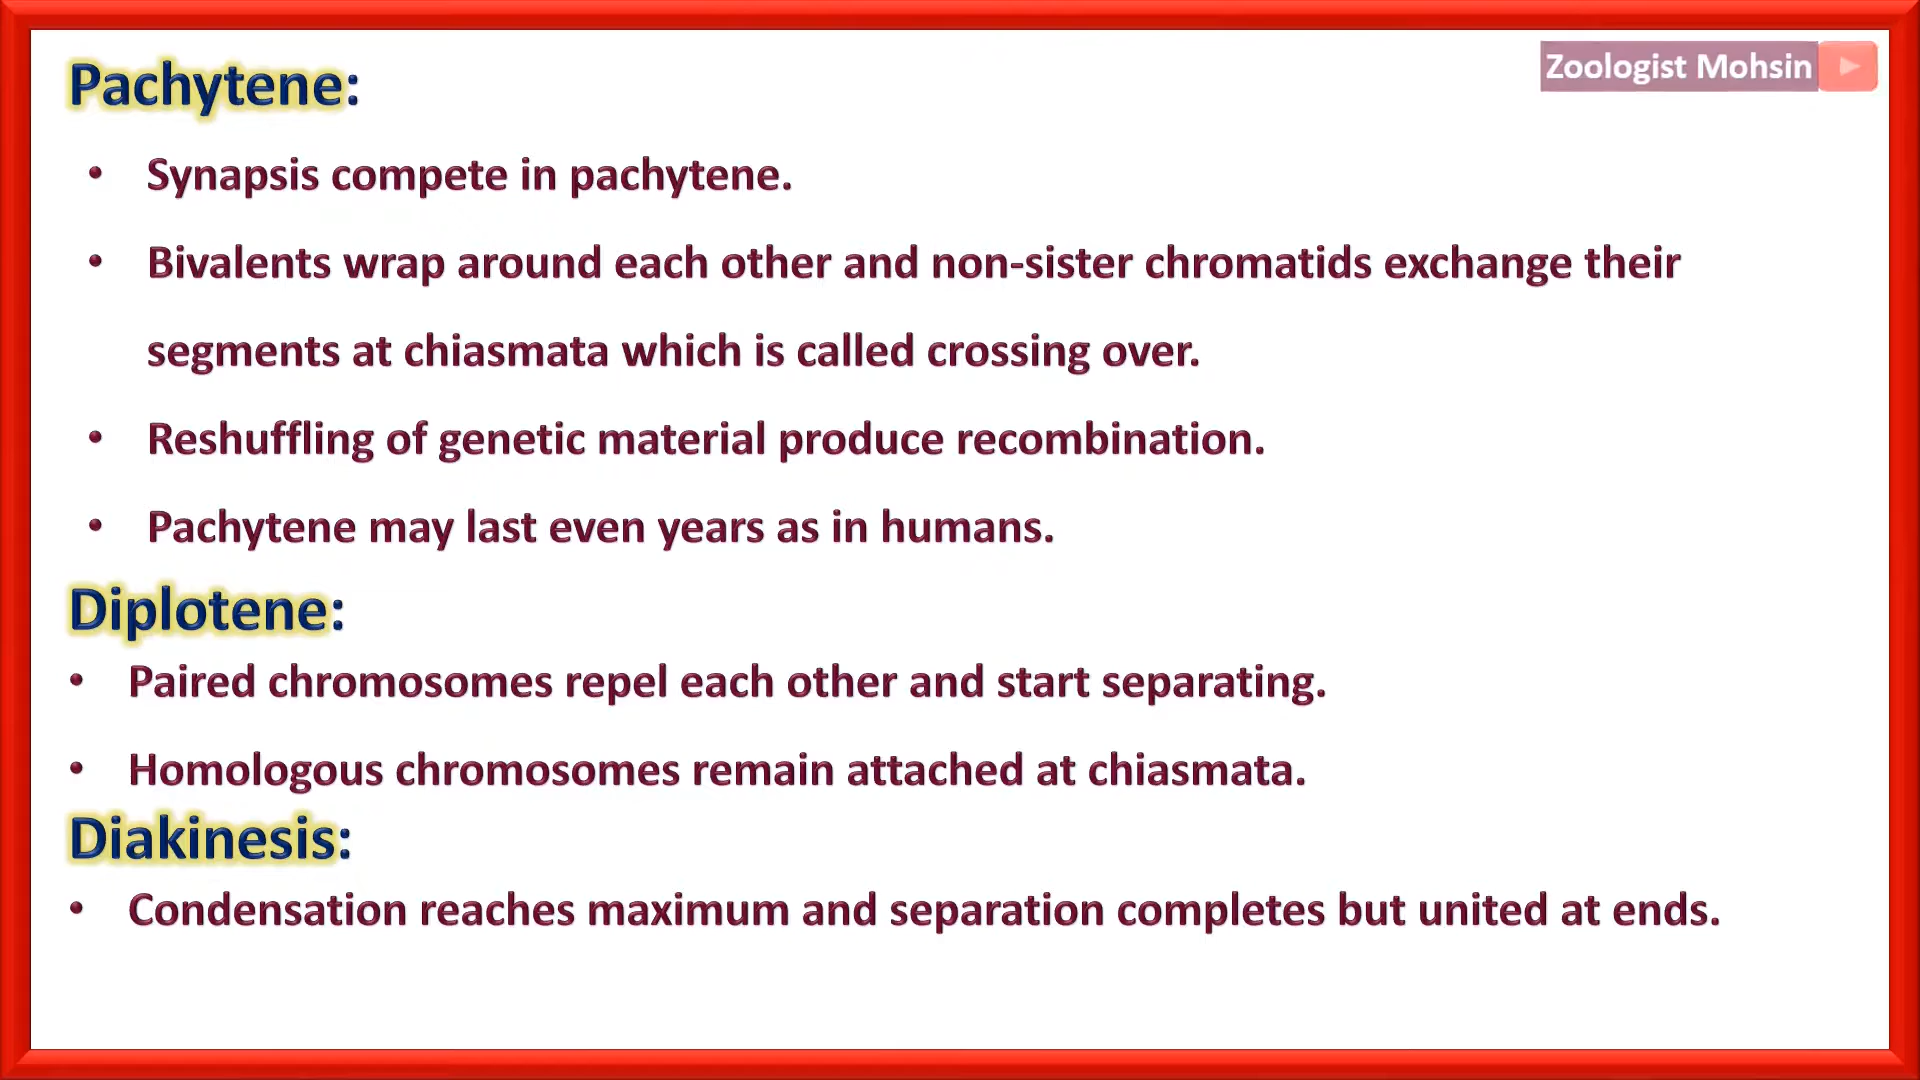 Zoologist Mohsin
Pachytene:
• Synapsis compete in pachytene.
• Bivalents wrap around each other and non-sister chromatids exchange their
segments at chiasmata which is called crossing over.
• Reshuffling of genetic material produce recombination.
• Pachytene may last even years as in humans.
Diplotene:
• Paired chromosomes repel each other and start separating.
• Homologous chromosomes remain attached at chiasmata.
Diakinesis:
• Condensation reaches maximum and separation completes but united at ends.